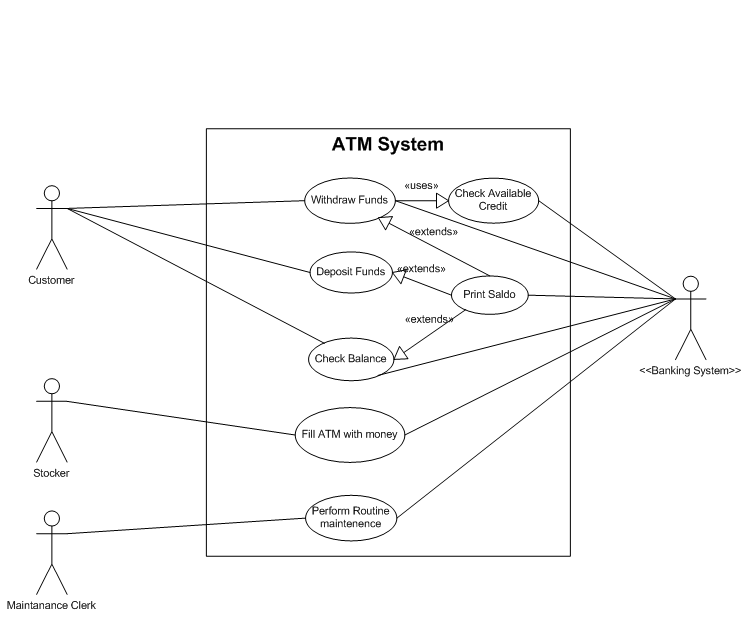 ATM System
«uses»
Withdraw Funds
Check Available
Credit
«extends»
Customer
Deposit Funds
«extends»
Print Saldo
«extends»
Check Balance
<<Banking System>>
Fill ATM with money
Stocker
Perform Routine
maintenence
Maintanance Clerk